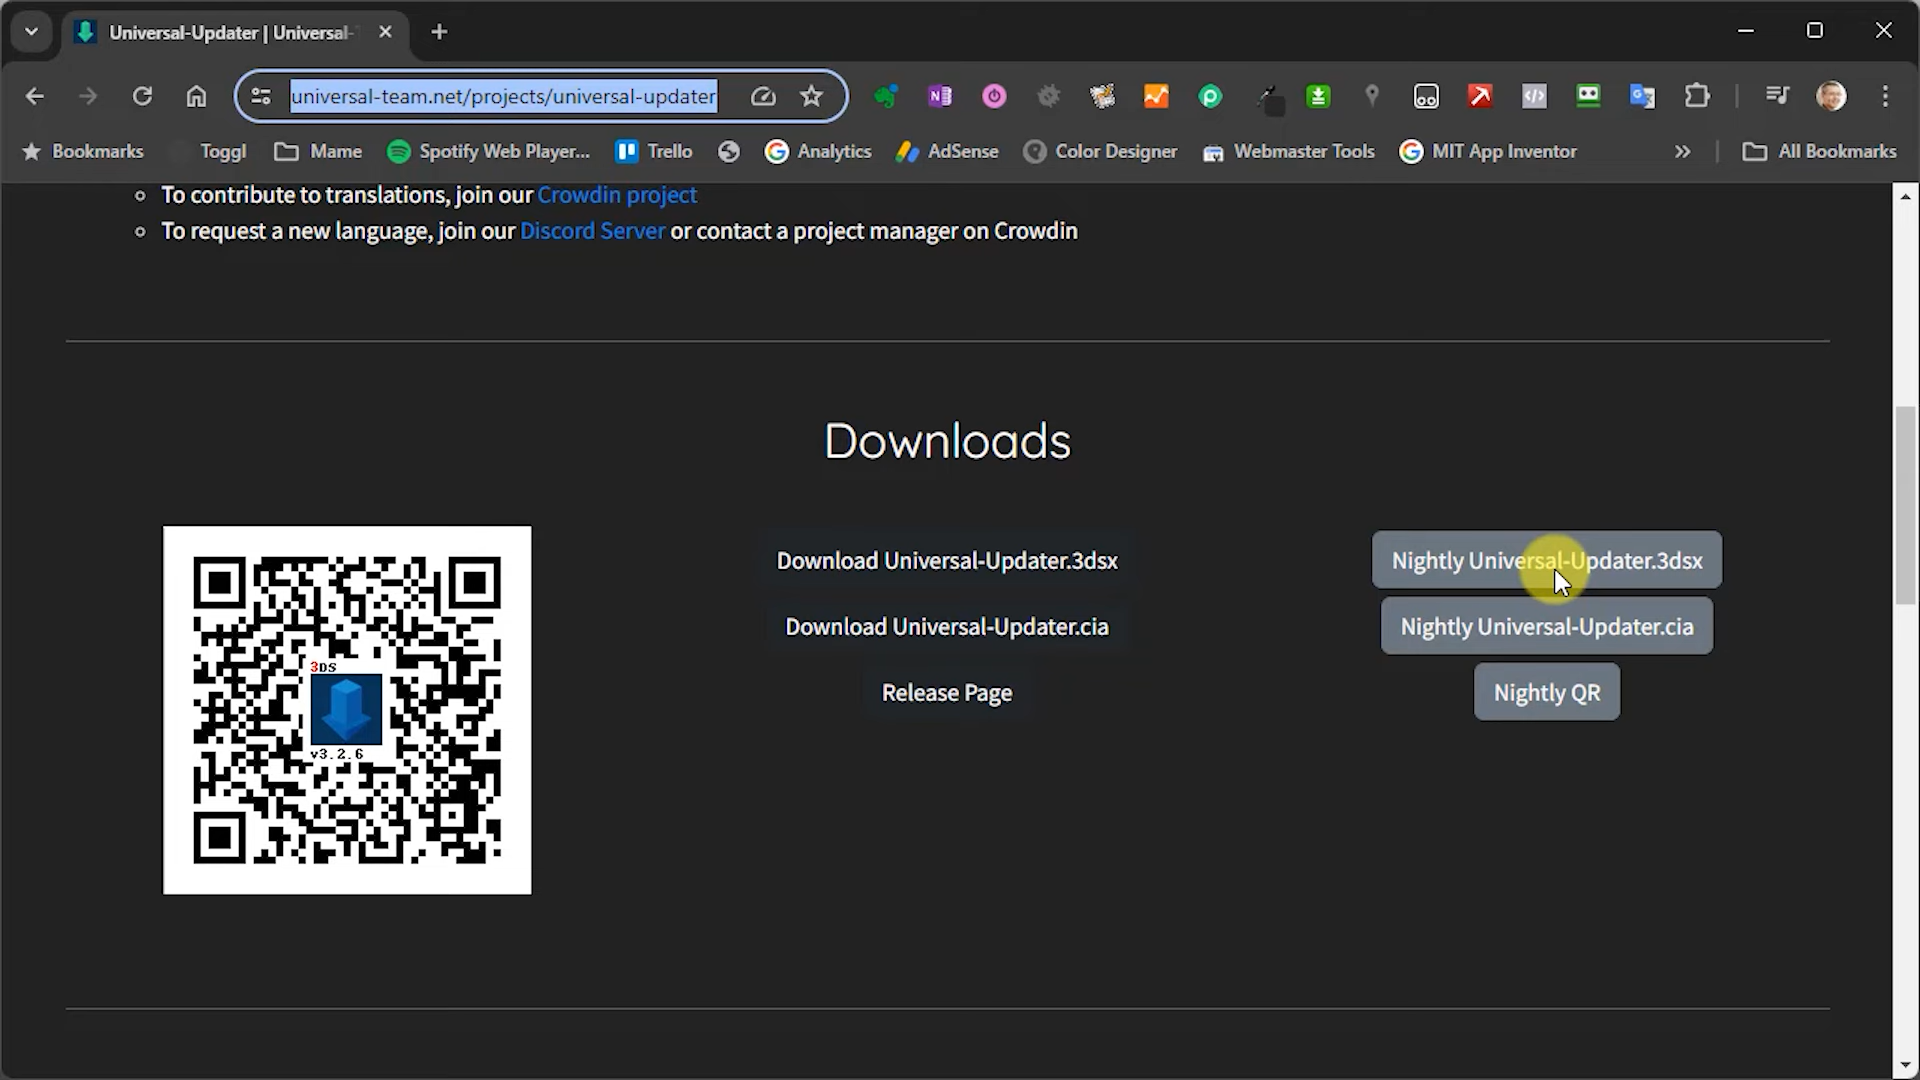 Universal-Updater | Universal-
universal-team.net/projects/universal-updater
Bookmarks
Toggl
Mame
Spotify Web Player...
Trello
Analytics
AdSense
Color Designer
Webmaster Tools
MIT App Inventor
All Bookmarks
To contribute to translations, join our Crowdin project
To request a new language, join our Discord Server or contact a project manager on Crowdin
Downloads
3DS
v3.2.6
Download Universal-Updater.3dsx
Download Universal-Updater.cia
Release Page
Nightly Universal-Updater.3dsx
Nightly Universal-Updater.cia
Nightly QR